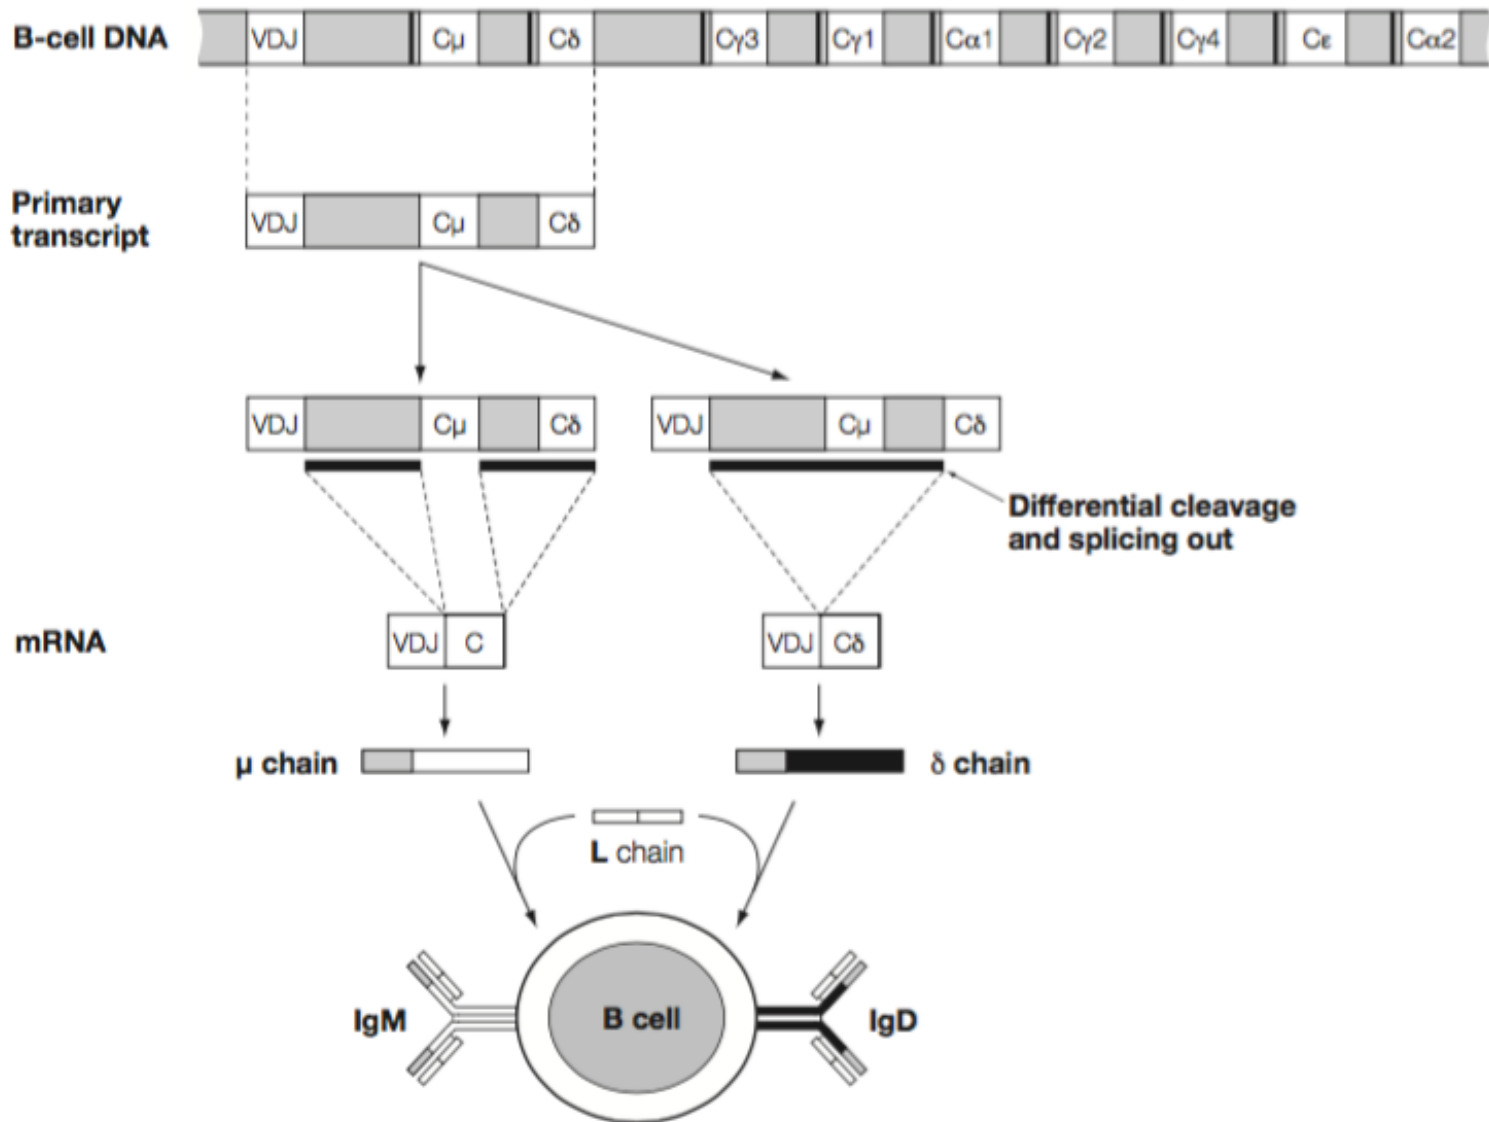 B-cell DNA VDJ Cμ Cδ Cγ3 Cγ1 Cα1 Cγ2 Cγ4 Cε Cα2
Primary
transcript
VDJ Cμ Cδ
VDJ Cμ Cδ VDJ Cμ Cδ
Differential cleavage
and splicing out
mRNA VDJ C VDJ Cδ
μ chain δ chain
L chain
IgM B cell IgD